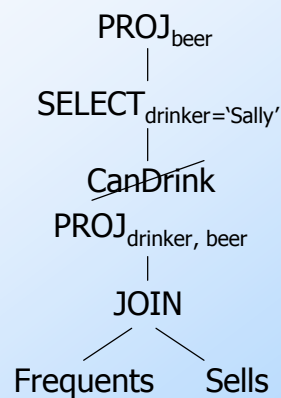 PROJbeer
SELECTdrinker=‘Sally’
CanDrink
PROJdrinker, beer
JOIN
Frequents Sells